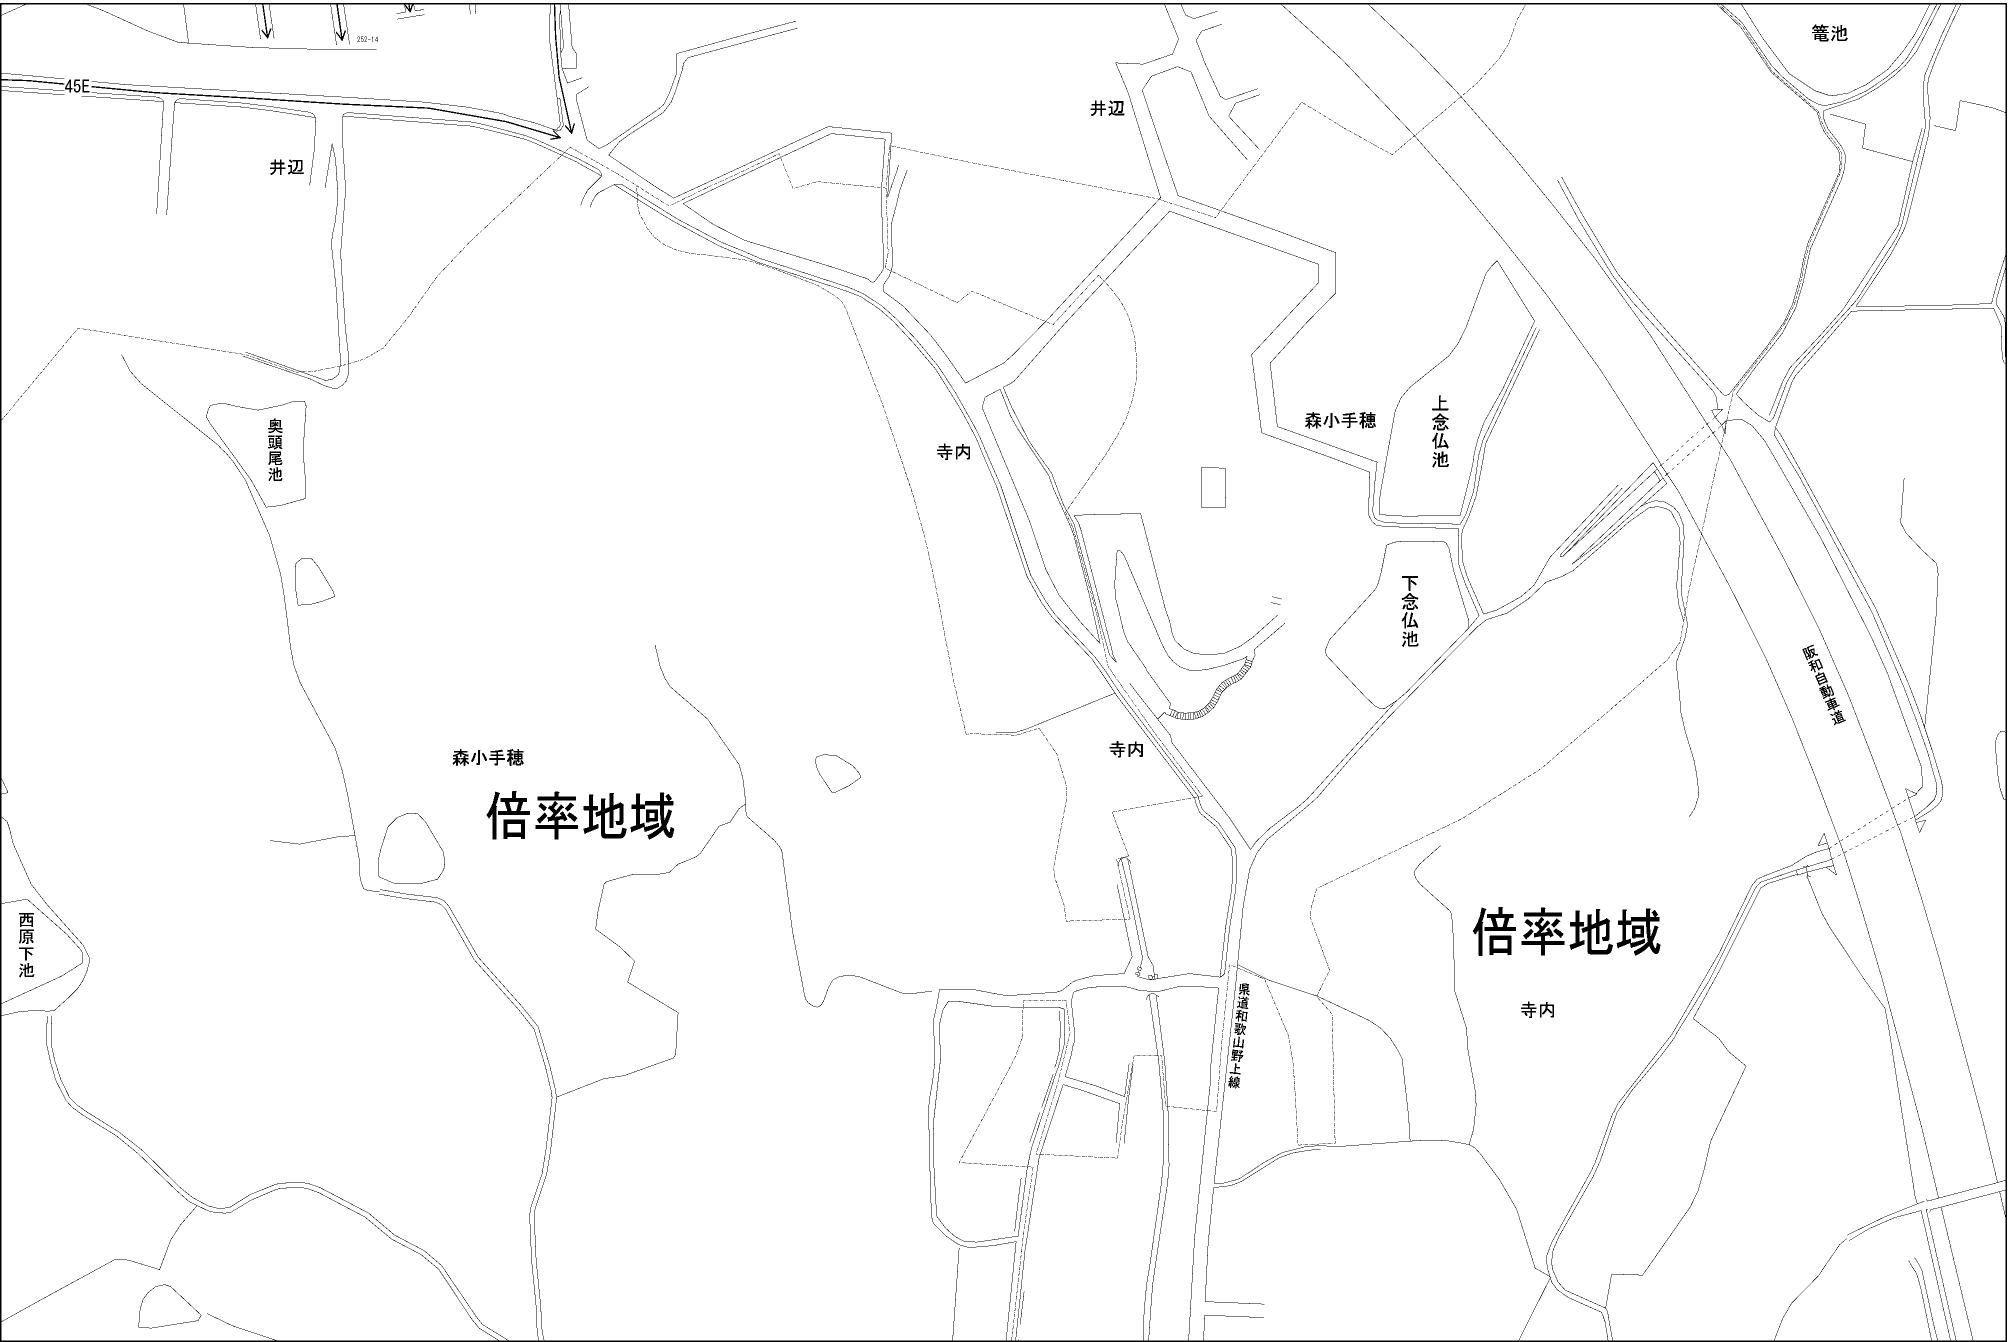 篭池
252-14
45E
井辺
井辺
奥頭尾池
寺内
森小手穂
上念仏池
下念仏池
阪和自動車道
寺内
森小手穂
倍率地域
西原下池
倍率地域
寺内
県道和歌山野上線